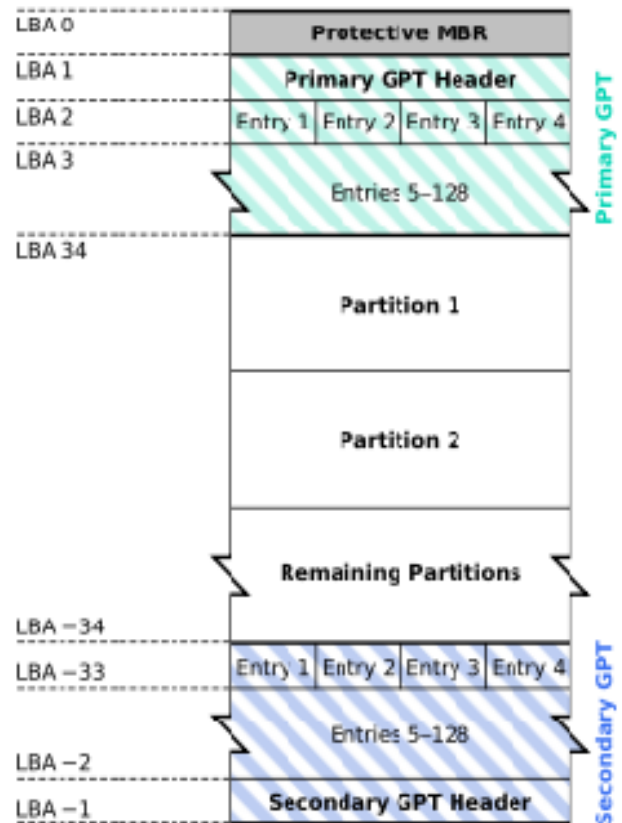 LBA 0
Protective MBR
LBA 1
Primary GPT Header
LBA 2
Entry 1 Entry 2 Entry 3 Entry 4
LBA 3
Entries 5–128
Primary GPT
LBA 34
Partition 1
Partition 2
Remaining Partitions
LBA −34
LBA −33
Entry 1 Entry 2 Entry 3 Entry 4
Entries 5–128
LBA −2
Secondary GPT Header
LBA −1
Secondary GPT